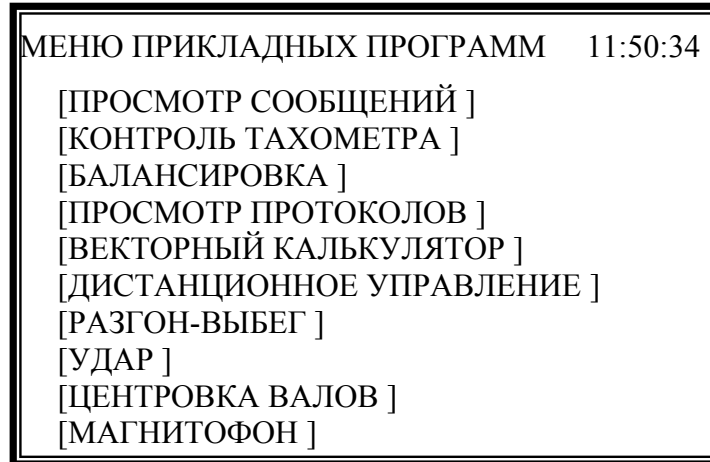 МЕНЮ ПРИКЛАДНЫХ ПРОГРАММ 11:50:34
[ПРОСМОТР СООБЩЕНИЙ ]
[КОНТРОЛЬ ТАХОМЕТРА ]
[БАЛАНСИРОВКА ]
[ПРОСМОТР ПРОТОКОЛОВ ]
[ВЕКТОРНЫЙ КАЛЬКУЛЯТОР ]
[ДИСТАНЦИОННОЕ УПРАВЛЕНИЕ ]
[РАЗГОН-ВЫБЕГ ]
[УДАР ]
[ЦЕНТРОВКА ВАЛОВ ]
[МАГНИТОФОН ]